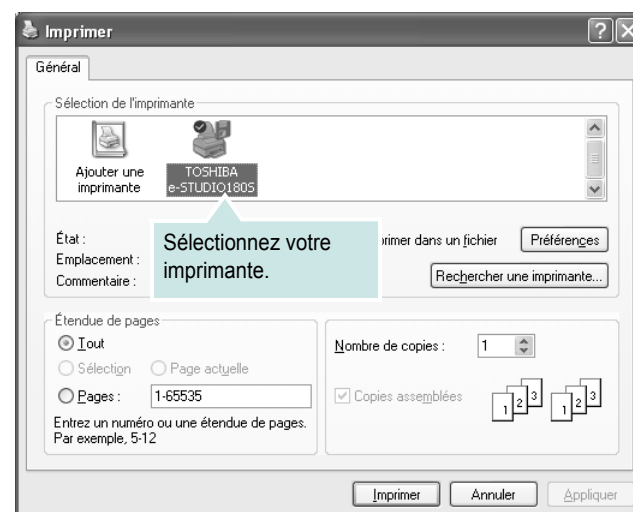 Imprimer
Général
Sélection de l'imprimante
Ajouter une
imprimante
TOSHIBA
e-STUDIO180S
Sélectionnez votre
imprimante.
État :
Emplacement :
Commentaire :
rimer dans un fichier
Préférences
Rechercher une imprimante...
Étendue de pages
Tout
Sélection
Page actuelle
Pages :
1-65535
Entrez un numéro ou une étendue de pages.
Par exemple, 5-12
Nombre de copies :
1
Copies assemblées
1 2 3
1 2 3
Imprimer
Annuler
Appliquer